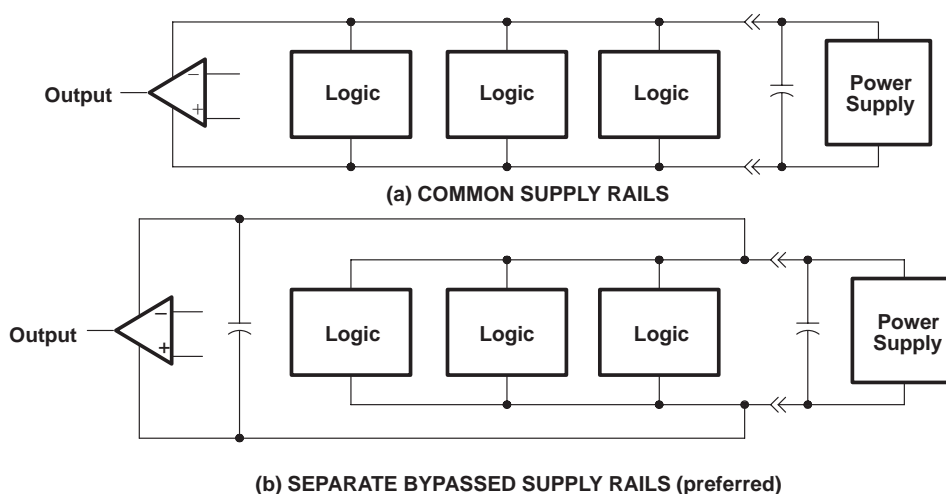 Output
−
+
Logic
Logic
Logic
Power
Supply
(a) COMMON SUPPLY RAILS
Output
−
+
Logic
Logic
Logic
Power
Supply
(b) SEPARATE BYPASSED SUPPLY RAILS (preferred)